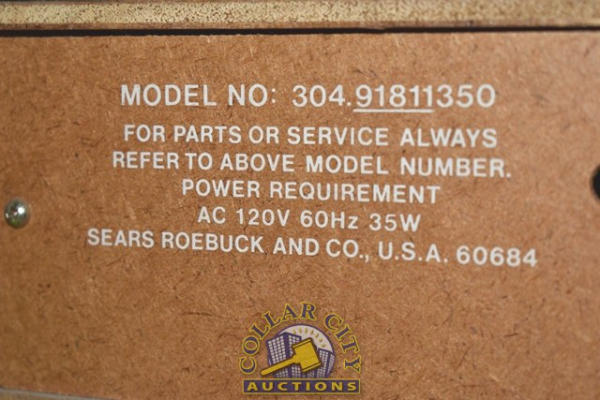 MODEL NO: 304.91811350
FOR PARTS OR SERVICE ALWAYS
REFER TO ABOVE MODEL NUMBER.
POWER REQUIREMENT
AC 120V 60Hz 35W
SEARS ROEBUCK AND CO., U.S.A. 60684
COLLAR CITY
AUCTIONS